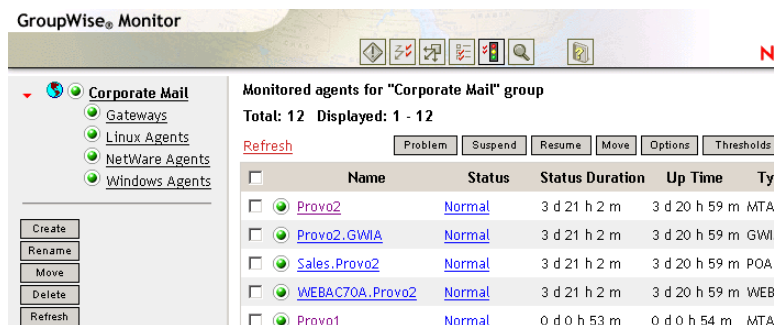 GroupWise® Monitor
N
Corporate Mail
Gateways
Linux Agents
NetWare Agents
Windows Agents
Create
Rename
Move
Delete
Refresh
Monitored agents for "Corporate Mail" group
Total: 12 Displayed: 1 - 12
Refresh Problem Suspend Resume Move Options Thresholds
Name Status Status Duration Up Time Ty
Provo2 Normal 3 d 21 h 2 m 3 d 20 h 59 m MTA
Provo2.GWIA Normal 3 d 21 h 2 m 3 d 20 h 59 m GWI
Sales.Provo2 Normal 3 d 21 h 2 m 3 d 20 h 59 m POA
WEBAC70A.Provo2 Normal 3 d 21 h 2 m 3 d 20 h 59 m WEB
Provo1 Normal 0 d 0 h 53 m 0 d 0 h 54 m MTA